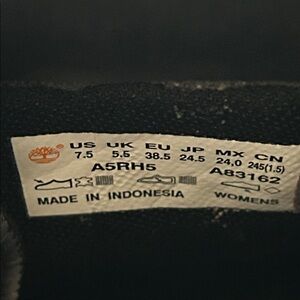 US UK EU JP MX CN
7.5 5.5 38.5 24.5 24,0 245(1.5)
A5RH5 A83162
MADE IN INDONESIA WOMENS